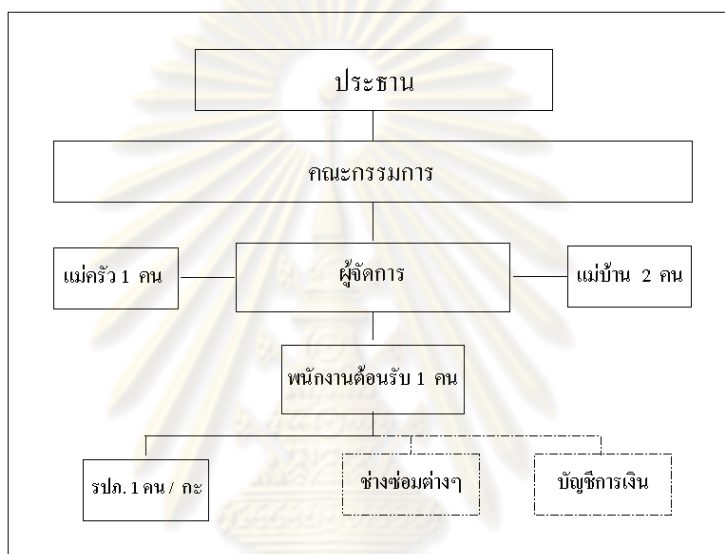 ประธาน
คณะกรรมการ
แม่ครัว 1 คน
ผู้จัดการ
แม่บ้าน 2 คน
พนักงานต้อนรับ 1 คน
รปภ. 1 คน / กะ
ช่างซ่อมต่างๆ
บัญชีการเงิน